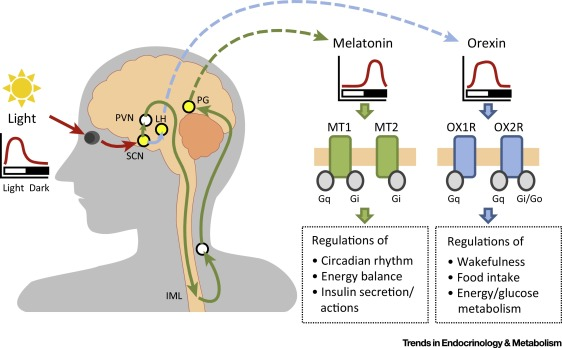 Light
Light Dark
PVN
LH
PG
SCN
IML
Melatonin
MT1
MT2
Gq
Gi
Gi
Regulations of
• Circadian rhythm
• Energy balance
• Insulin secretion/
actions
Orexin
OX1R
OX2R
Gq
Gq
Gi/Go
Regulations of
• Wakefulness
• Food intake
• Energy/glucose
metabolism
Trends in Endocrinology & Metabolism